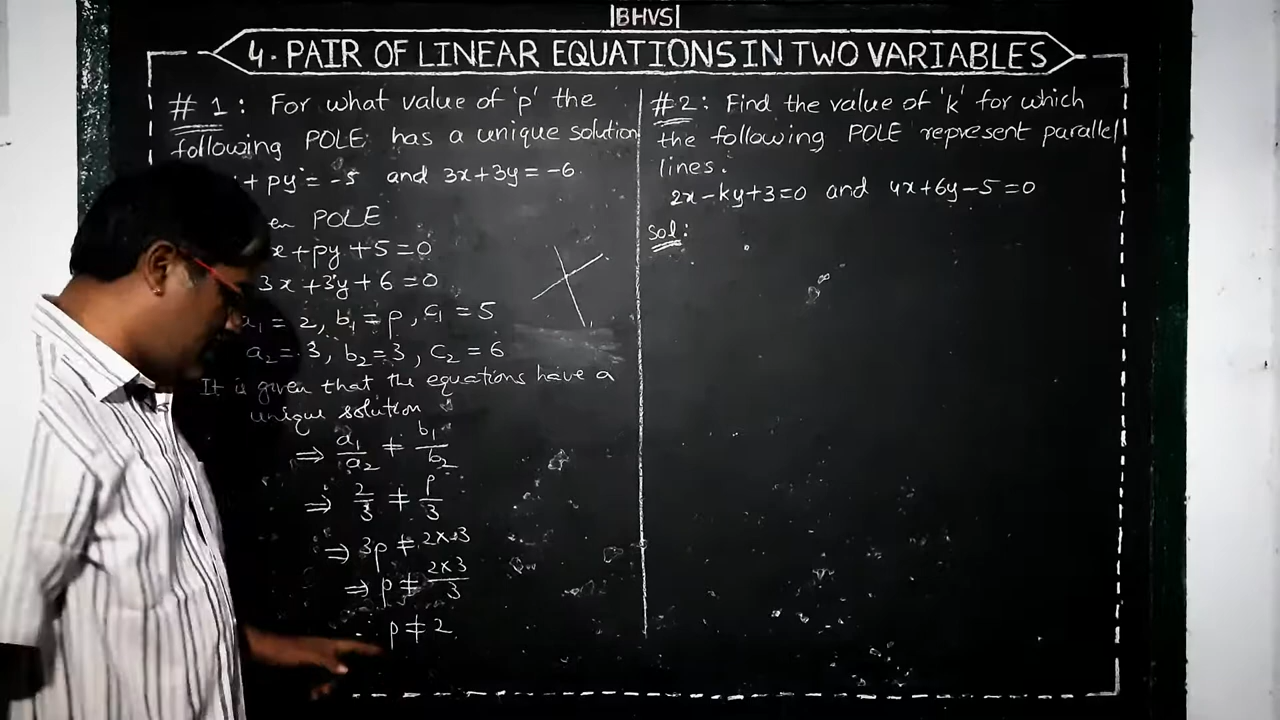 |BHVS|
4. PAIR OF LINEAR EQUATIONS IN TWO VARIABLES
# 1 : For what value of 'p' the
following POLE has a unique solution
+ py = -5 and 3x + 3y = -6.
POLE
x + py + 5 = 0
3x + 3y + 6 = 0
a₁ = 2, b₁ = p, c₁ = 5
a₂ = 3, b₂ = 3, c₂ = 6
It is given that the equations have a
unique solution
⇒ a₁/a₂ ≠ b₁/b₂
⇒ 2/3 ≠ p/3
⇒ 3p ≠ 2×3
⇒ p ≠ 2×3/3
p ≠ 2
#2 : Find the value of 'k' for which
the following POLE represent parallel
lines.
2x - ky + 3 = 0 and 4x + 6y - 5 = 0
Sol: